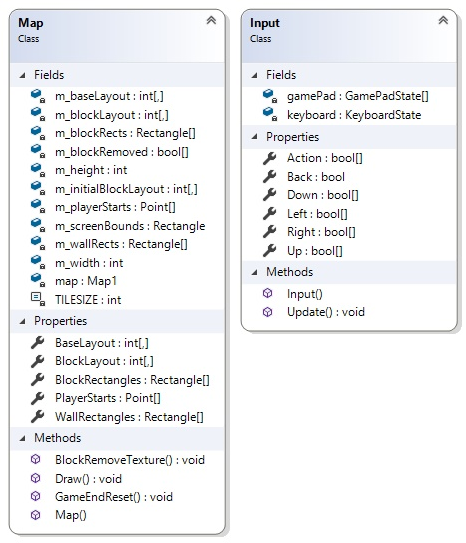 Map
Class
Fields
m_baseLayout : int[,]
m_blockLayout : int[,]
m_blockRects : Rectangle[]
m_blockRemoved : bool[]
m_height : int
m_initialBlockLayout : int[,]
m_playerStarts : Point[]
m_screenBounds : Rectangle
m_wallRects : Rectangle[]
m_width : int
map : Map1
TILESIZE : int
Properties
BaseLayout : int[,]
BlockLayout : int[,]
BlockRectangles : Rectangle[]
PlayerStarts : Point[]
WallRectangles : Rectangle[]
Methods
BlockRemoveTexture() : void
Draw() : void
GameEndReset() : void
Map()
Input
Class
Fields
gamePad : GamePadState[]
keyboard : KeyboardState
Properties
Action : bool[]
Back : bool
Down : bool[]
Left : bool[]
Right : bool[]
Up : bool[]
Methods
Input()
Update() : void